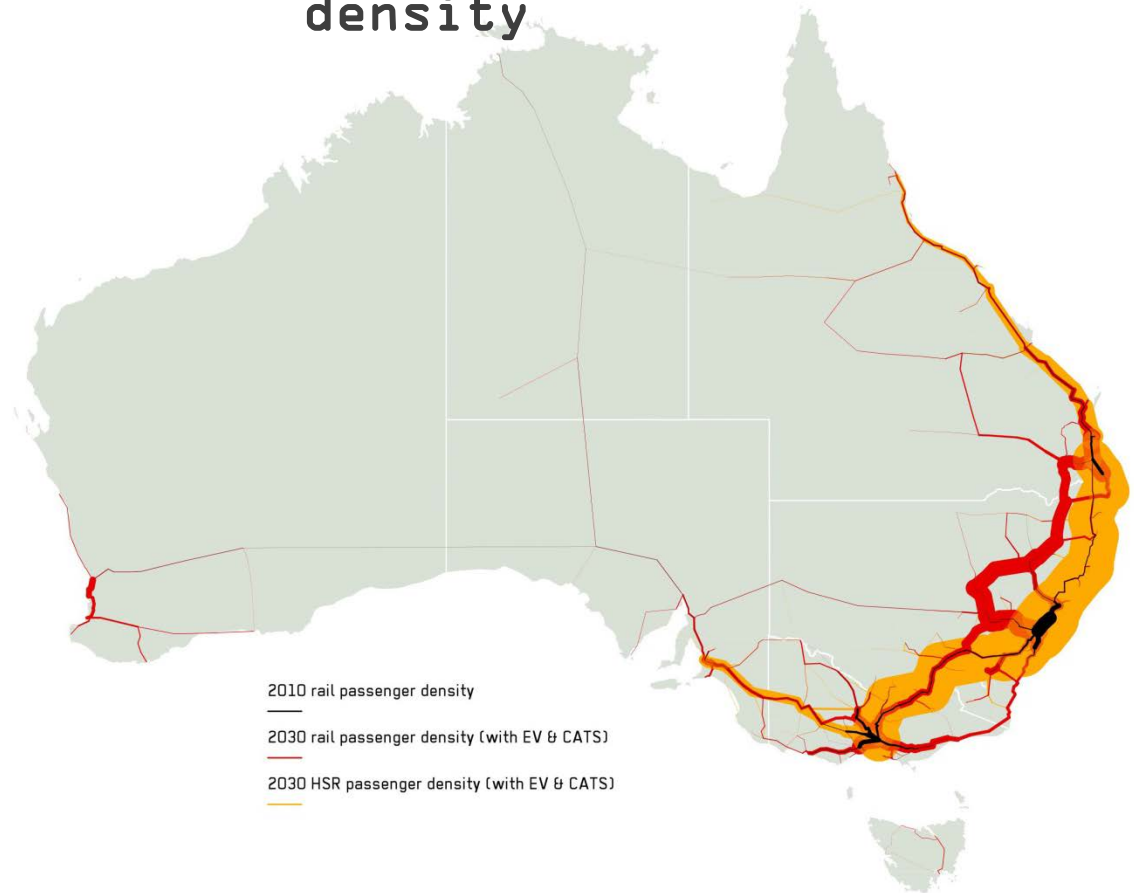 density
2010 rail passenger density
2030 rail passenger density (with EV & CATS)
2030 HSR passenger density (with EV & CATS)